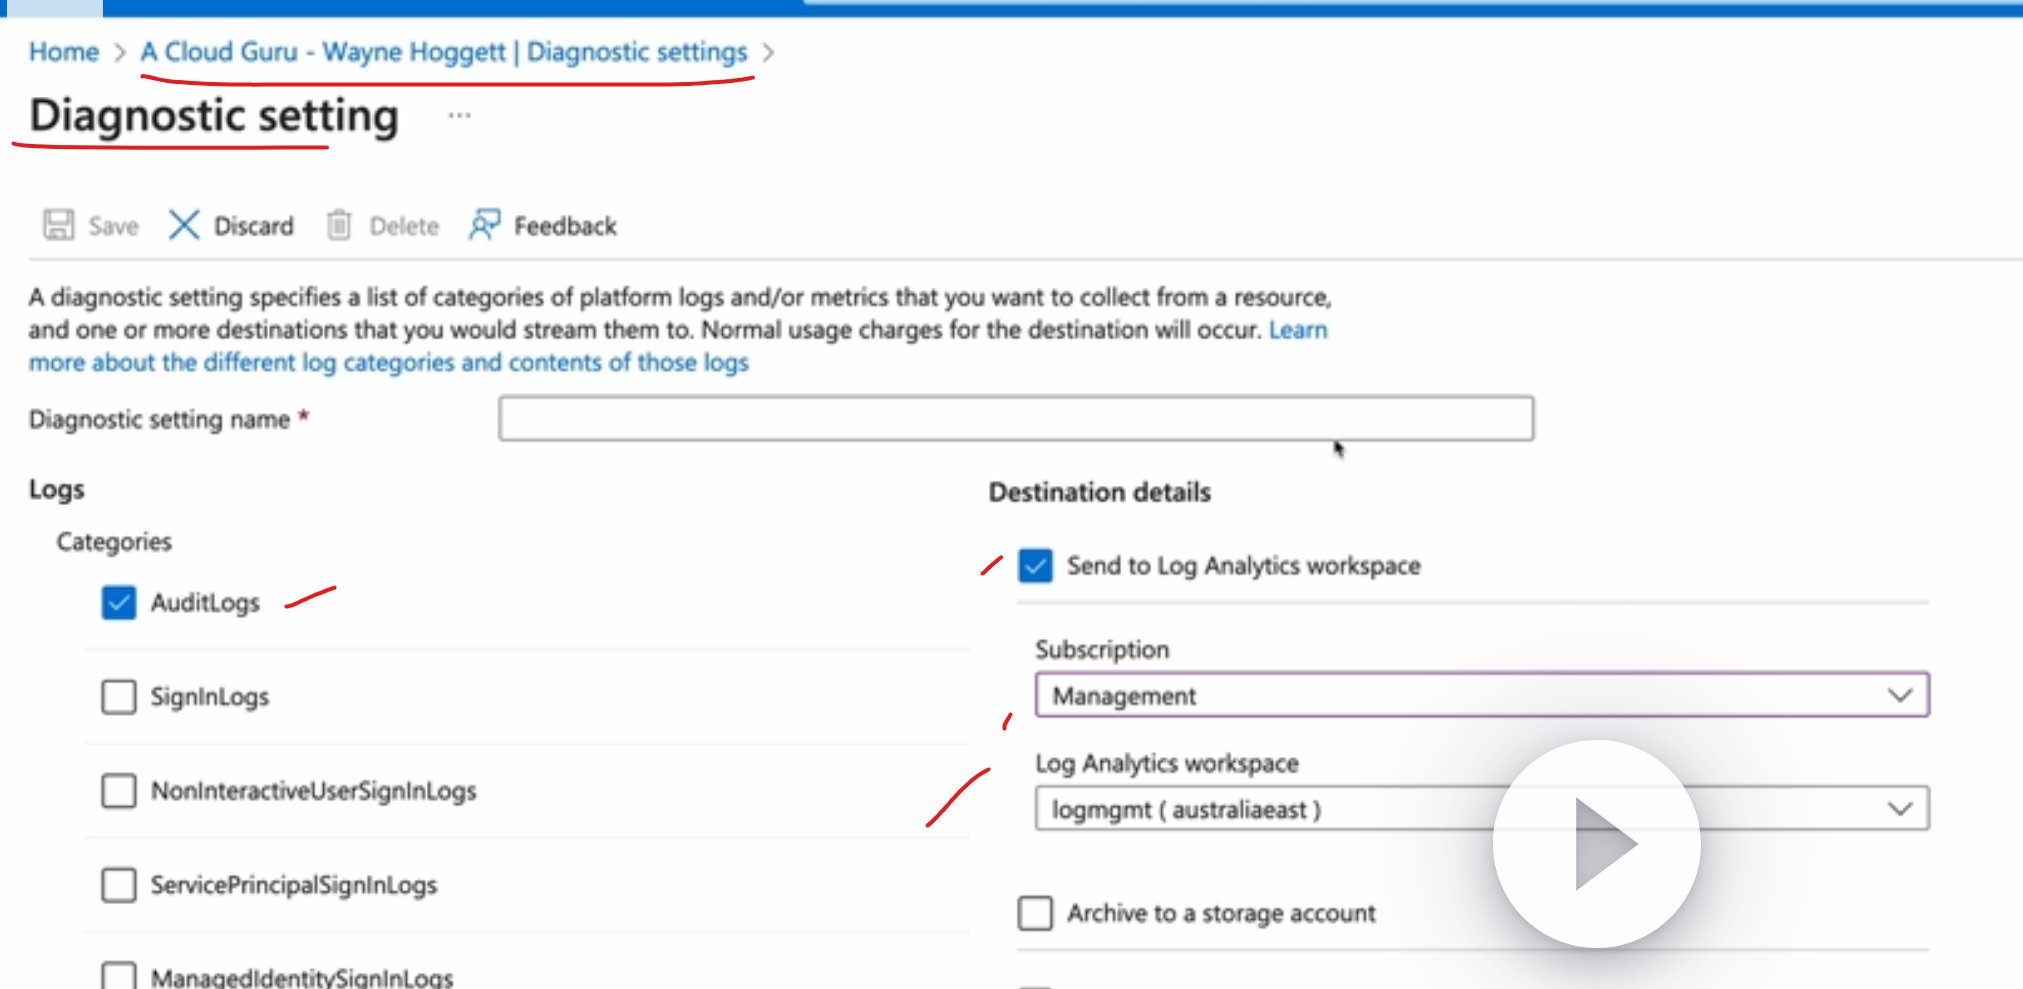 Home > A Cloud Guru - Wayne Hoggett | Diagnostic settings >
Diagnostic setting ...
Save Discard Delete Feedback
A diagnostic setting specifies a list of categories of platform logs and/or metrics that you want to collect from a resource,
and one or more destinations that you would stream them to. Normal usage charges for the destination will occur. Learn
more about the different log categories and contents of those logs
Diagnostic setting name *
Logs
Categories
AuditLogs
SignInLogs
NonInteractiveUserSignInLogs
ServicePrincipalSignInLogs
ManagedIdentitySignInLogs
Destination details
Send to Log Analytics workspace
Subscription
Management
Log Analytics workspace
logmgmt ( australiaeast )
Archive to a storage account